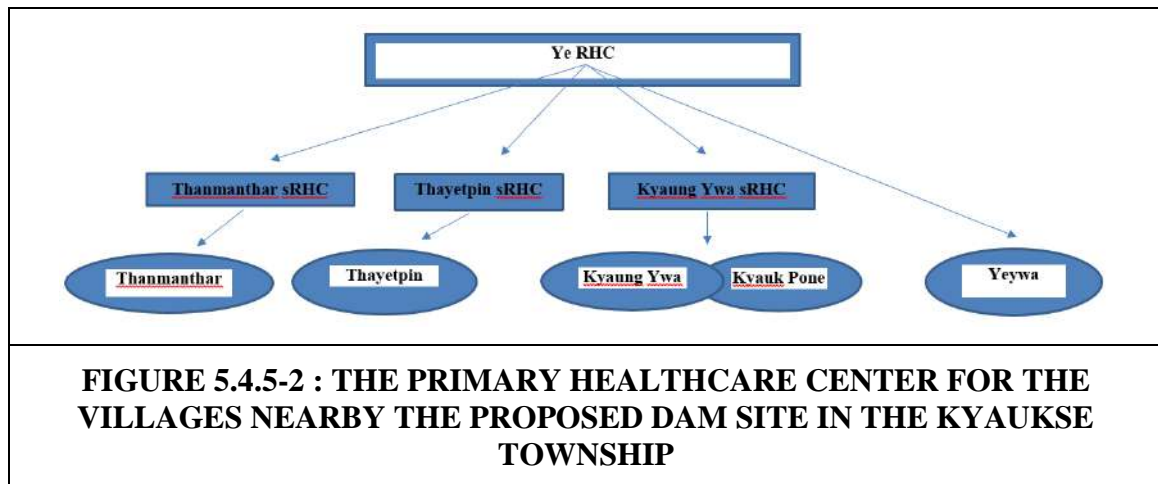 Ye RHC
Thanmanthar sRHC
Thayetpin sRHC
Kyaung Ywa sRHC
Thanmanthar
Thayetpin
Kyaung Ywa
Kyauk Pone
Yeywa
FIGURE 5.4.5-2 : THE PRIMARY HEALTHCARE CENTER FOR THE
VILLAGES NEARBY THE PROPOSED DAM SITE IN THE KYAUKSE
TOWNSHIP